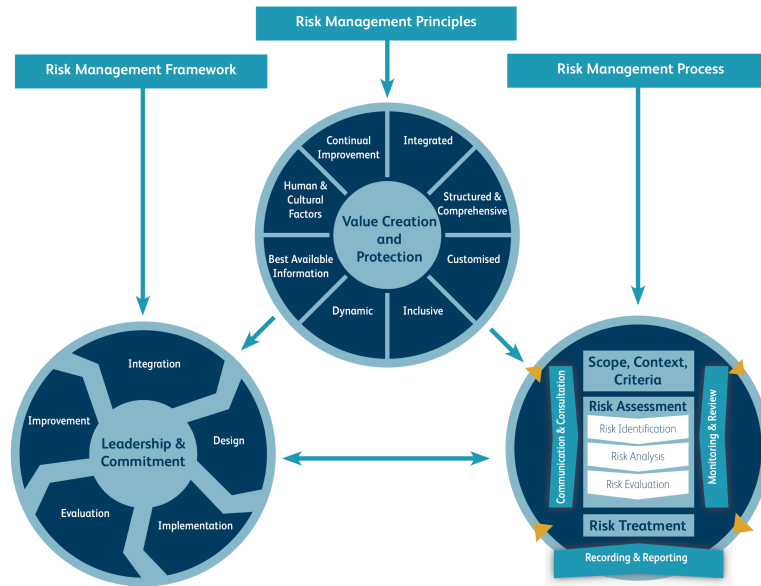 Risk Management Principles
Risk Management Framework
Risk Management Process
Continual
Improvement
Integrated
Human &
Cultural
Factors
Structured &
Comprehensive
Value Creation
and
Protection
Best Available
Information
Customised
Dynamic
Inclusive
Integration
Improvement
Design
Leadership &
Commitment
Evaluation
Implementation
Scope, Context,
Criteria
Risk Assessment
Risk Identification
Risk Analysis
Risk Evaluation
Risk Treatment
Communication & Consultation
Monitoring & Review
Recording & Reporting